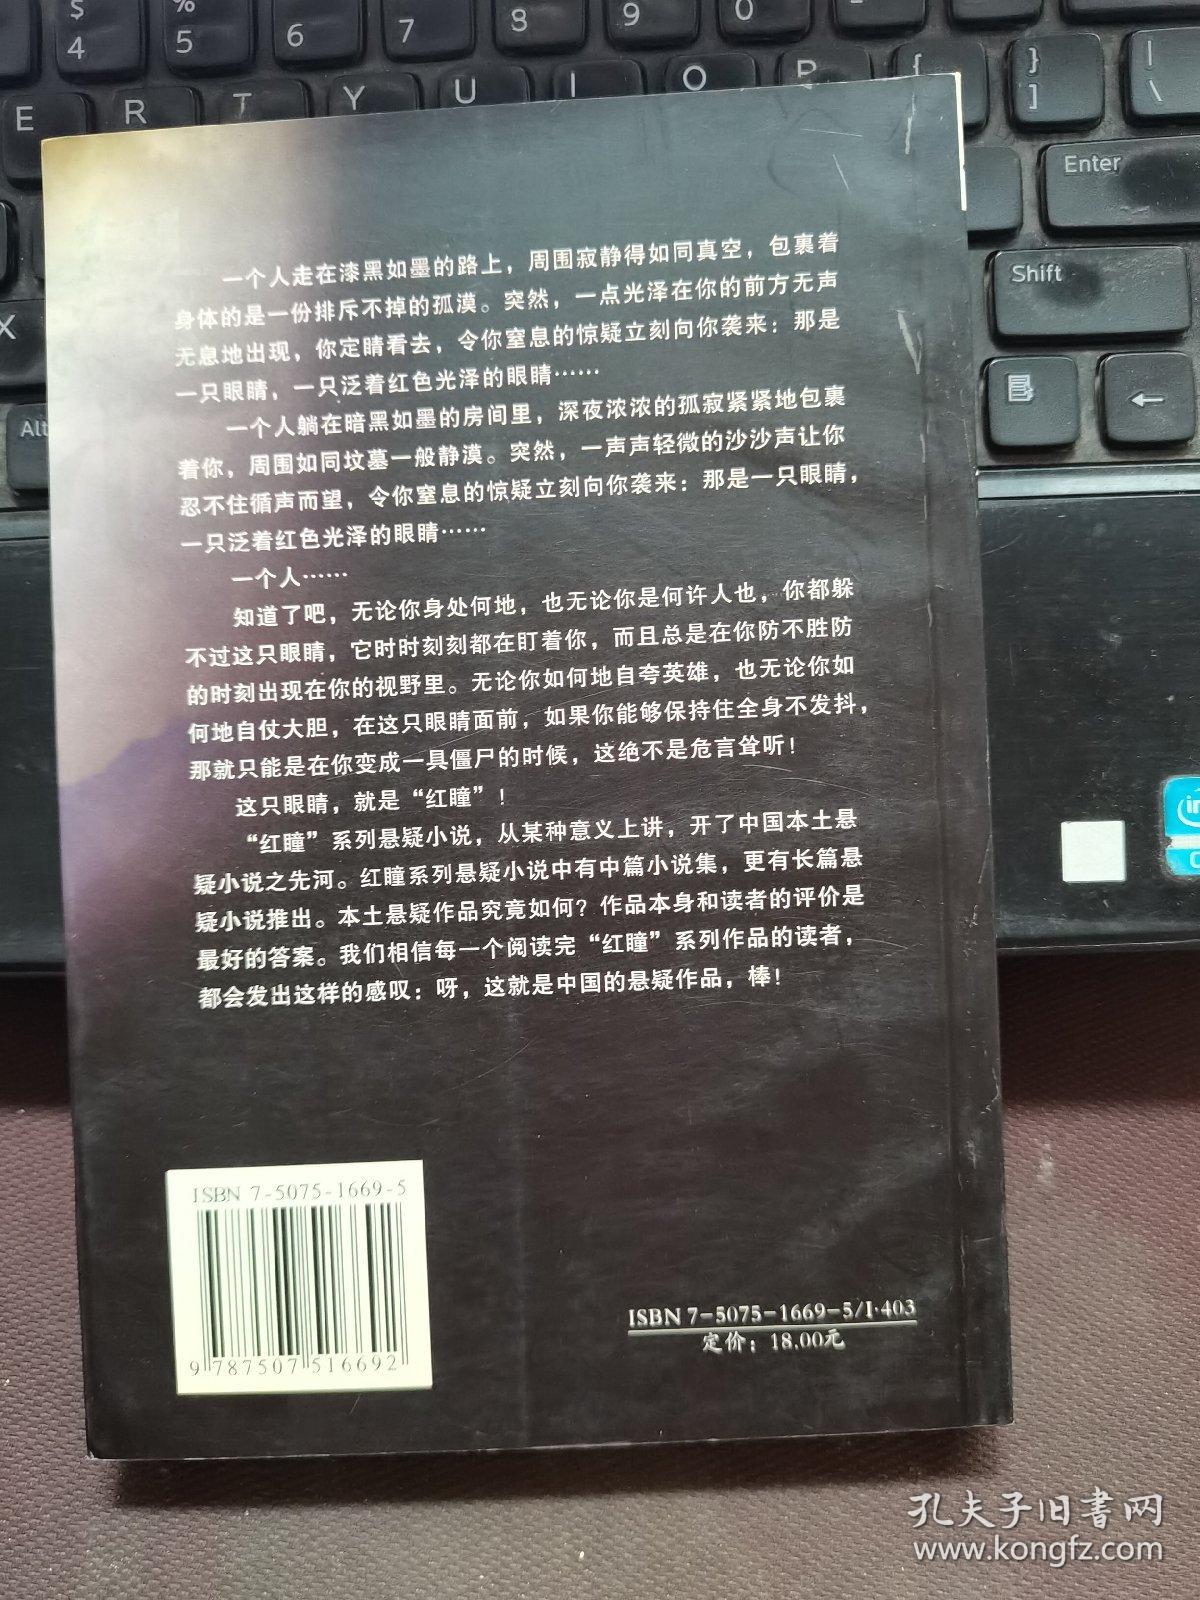 $
4
%
5
6
7
8
9
0
E
R
T
Y
U
I
O
P
{
}
]
|
\
Enter
Shift
X
Alt
一个人走在漆黑如墨的路上，周围寂静得如同真空，包裹着
身体的是一份排斥不掉的孤漠。突然，一点光泽在你的前方无声
无息地出现，你定睛看去，令你窒息的惊疑立刻向你袭来：那是
一只眼睛，一只泛着红色光泽的眼睛……
一个人躺在暗黑如墨的房间里，深夜浓浓的孤寂紧紧地包裹
着你，周围如同坟墓一般静漠。突然，一声声轻微的沙沙声让你
忍不住循声而望，令你窒息的惊疑立刻向你袭来：那是一只眼睛，
一只泛着红色光泽的眼睛……
一个人……
知道了吧，无论你身处何地，也无论你是何许人也，你都躲
不过这只眼睛，它时时刻刻都在盯着你，而且总是在你防不胜防
的时刻出现在你的视野里。无论你如何地自夸英雄，也无论你如
何地自仗大胆，在这只眼睛面前，如果你能够保持住全身不发抖，
那就只能是在你变成一具僵尸的时候，这绝不是危言耸听！
这只眼睛，就是“红瞳”！
“红瞳”系列悬疑小说，从某种意义上讲，开了中国本土悬
疑小说之先河。红瞳系列悬疑小说中有中篇小说集，更有长篇悬
疑小说推出。本土悬疑作品究竟如何？作品本身和读者的评价是
最好的答案。我们相信每一个阅读完“红瞳”系列作品的读者，
都会发出这样的感叹：呀，这就是中国的悬疑作品，棒！
ISBN 7-5075-1669-5
9 787507 516692
ISBN 7-5075-1669-5/I·403
定价：18.00元
孔夫子旧书网
www.kongfz.com